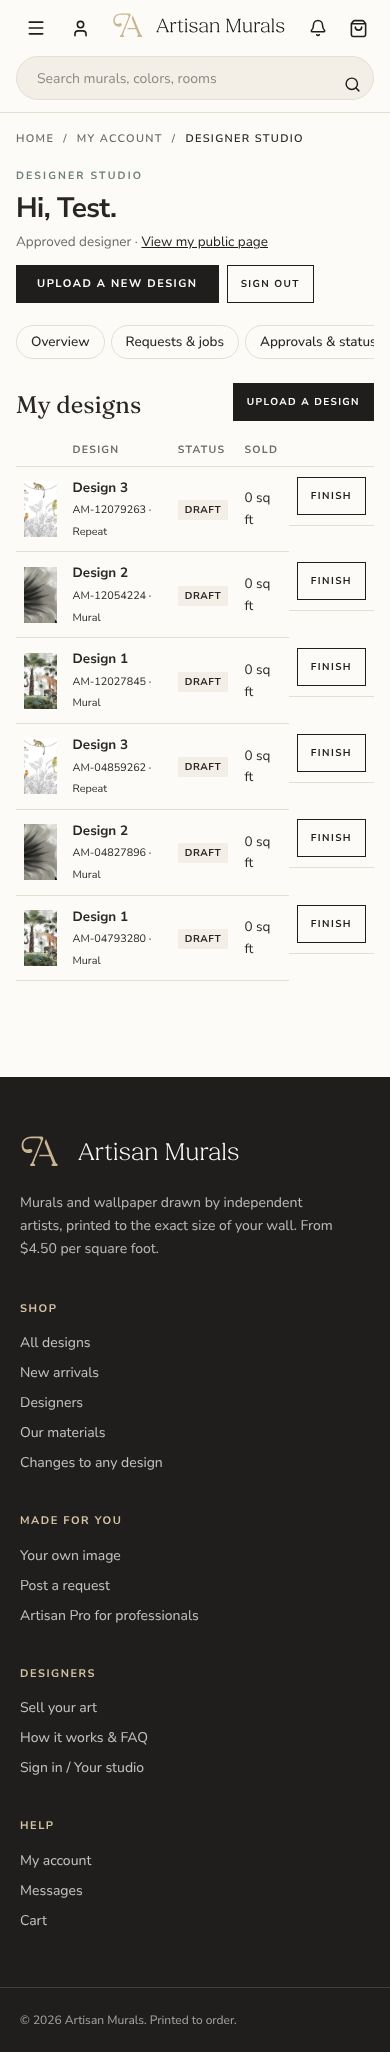 Artisan Murals
Search murals, colors, rooms
HOME / MY ACCOUNT / DESIGNER STUDIO
DESIGNER STUDIO
Hi, Test.
Approved designer · View my public page
UPLOAD A NEW DESIGN SIGN OUT
Overview Requests & jobs Approvals & status
My designs UPLOAD A DESIGN
DESIGN STATUS SOLD
Design 3
AM-12079263 ·
Repeat
DRAFT
0 sq
ft
FINISH
Design 2
AM-12054224 ·
Mural
DRAFT
0 sq
ft
FINISH
Design 1
AM-12027845 ·
Mural
DRAFT
0 sq
ft
FINISH
Design 3
AM-04859262 ·
Repeat
DRAFT
0 sq
ft
FINISH
Design 2
AM-04827896 ·
Mural
DRAFT
0 sq
ft
FINISH
Design 1
AM-04793280 ·
Mural
DRAFT
0 sq
ft
FINISH
Artisan Murals
Murals and wallpaper drawn by independent
artists, printed to the exact size of your wall. From
$4.50 per square foot.
SHOP
All designs
New arrivals
Designers
Our materials
Changes to any design
MADE FOR YOU
Your own image
Post a request
Artisan Pro for professionals
DESIGNERS
Sell your art
How it works & FAQ
Sign in / Your studio
HELP
My account
Messages
Cart
© 2026 Artisan Murals. Printed to order.